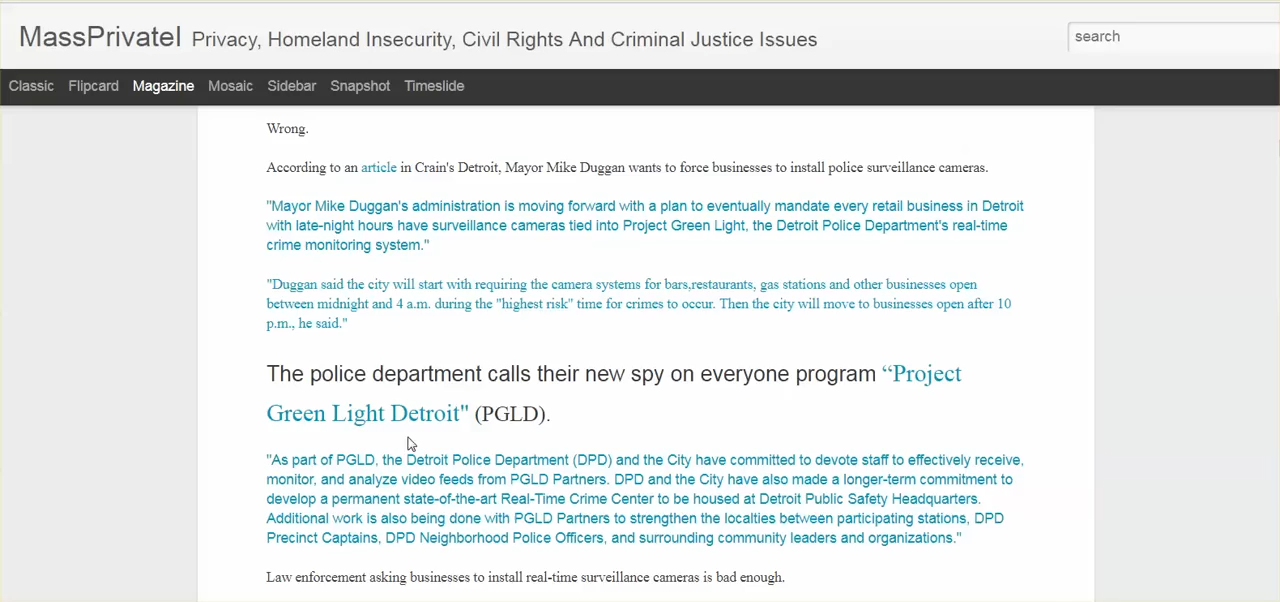 MassPrivateI Privacy, Homeland Insecurity, Civil Rights And Criminal Justice Issues
search
Classic Flipcard Magazine Mosaic Sidebar Snapshot Timeslide
Wrong.
According to an article in Crain's Detroit, Mayor Mike Duggan wants to force businesses to install police surveillance cameras.
"Mayor Mike Duggan's administration is moving forward with a plan to eventually mandate every retail business in Detroit
with late-night hours have surveillance cameras tied into Project Green Light, the Detroit Police Department's real-time
crime monitoring system."
"Duggan said the city will start with requiring the camera systems for bars,restaurants, gas stations and other businesses open
between midnight and 4 a.m. during the "highest risk" time for crimes to occur. Then the city will move to businesses open after 10
p.m., he said."
The police department calls their new spy on everyone program “Project
Green Light Detroit" (PGLD).
"As part of PGLD, the Detroit Police Department (DPD) and the City have committed to devote staff to effectively receive,
monitor, and analyze video feeds from PGLD Partners. DPD and the City have also made a longer-term commitment to
develop a permanent state-of-the-art Real-Time Crime Center to be housed at Detroit Public Safety Headquarters.
Additional work is also being done with PGLD Partners to strengthen the localties between participating stations, DPD
Precinct Captains, DPD Neighborhood Police Officers, and surrounding community leaders and organizations."
Law enforcement asking businesses to install real-time surveillance cameras is bad enough.